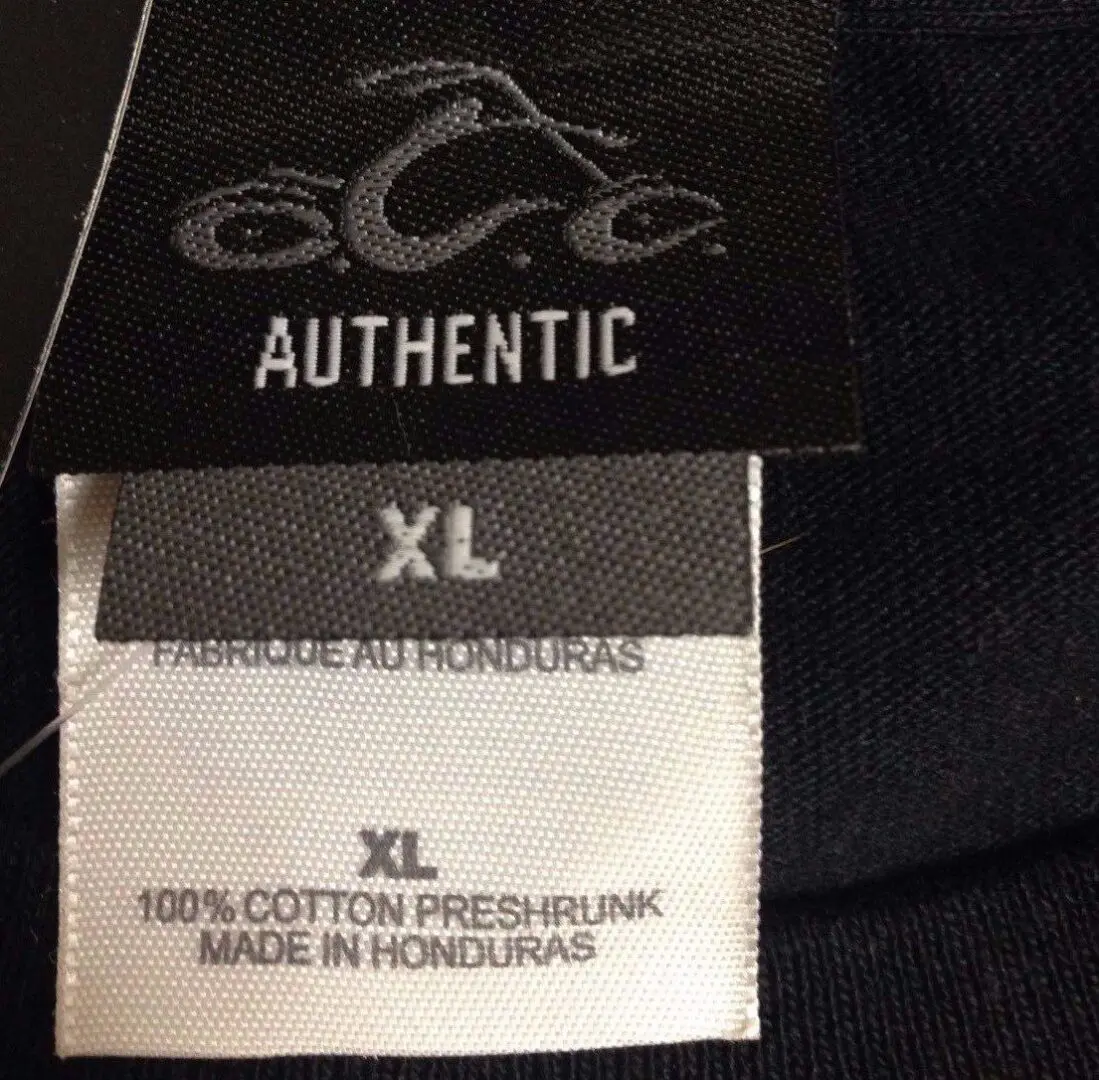 O.C.C.
AUTHENTIC
XL
FABRIQUE AU HONDURAS
XL
100% COTTON PRESHRUNK
MADE IN HONDURAS